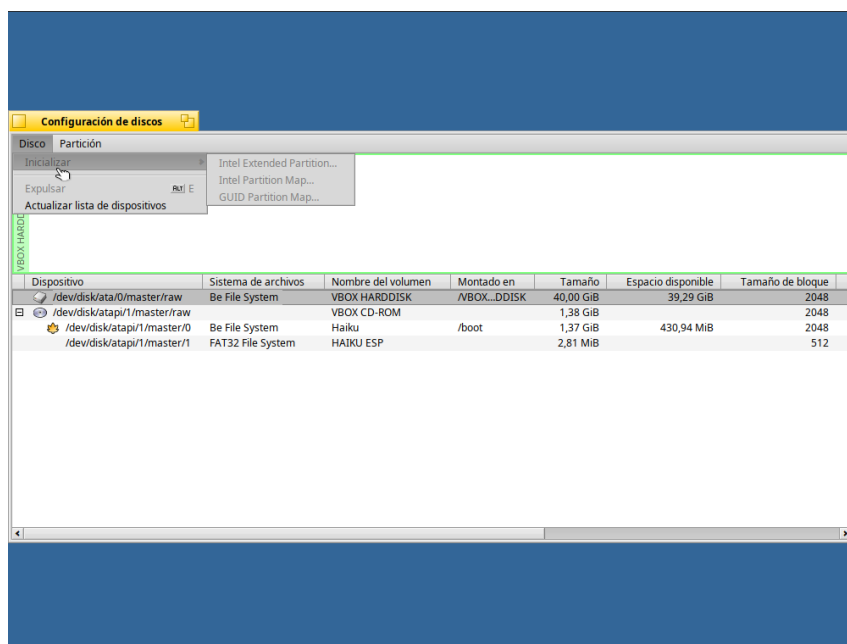 Configuración de discos
Disco Partición
Inicializar
Expulsar ALT E
Actualizar lista de dispositivos
Intel Extended Partition...
Intel Partition Map...
GUID Partition Map...
VBOX HARDD
Dispositivo Sistema de archivos Nombre del volumen Montado en Tamaño Espacio disponible Tamaño de bloque
/dev/disk/ata/0/master/raw Be File System VBOX HARDDISK /VBOX...DDISK 40,00 GiB 39,29 GiB 2048
/dev/disk/atapi/1/master/raw VBOX CD-ROM 1,38 GiB 2048
/dev/disk/atapi/1/master/0 Be File System Haiku /boot 1,37 GiB 430,94 MiB 2048
/dev/disk/atapi/1/master/1 FAT32 File System HAIKU ESP 2,81 MiB 512